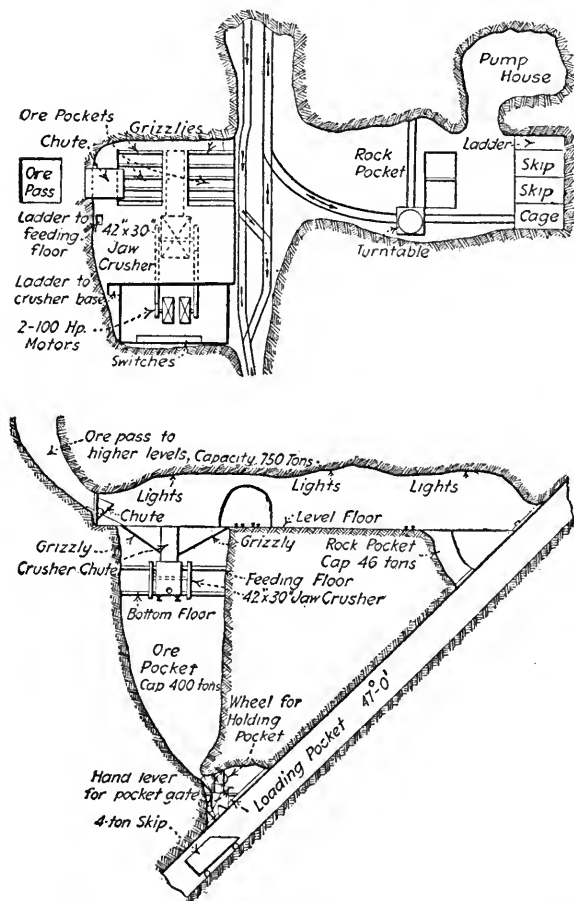 Pump
House
Ore Pockets
Chute
Grizzlies
Ladder
Rock
Pocket
Skip
Skip
Cage
Ore
Pass
Ladder to
feeding
floor
42"x30"
Jaw
Crusher
Turntable
Ladder to
crusher base
2-100 Hp.
Motors
Switches
Ore pass to
higher levels, Capacity 750 Tons
Lights
Lights
Lights
Chute
Level Floor
Grizzly
Crusher Chute
Grizzly
Rock Pocket
Cap 46 tons
Feeding Floor
42"x30" Jaw Crusher
Bottom Floor
Ore
Pocket
Cap 400 tons
Wheel for
Holding
Pocket
Loading Pocket
47°-0'
Hand lever
for pocket gate
4-ton Skip